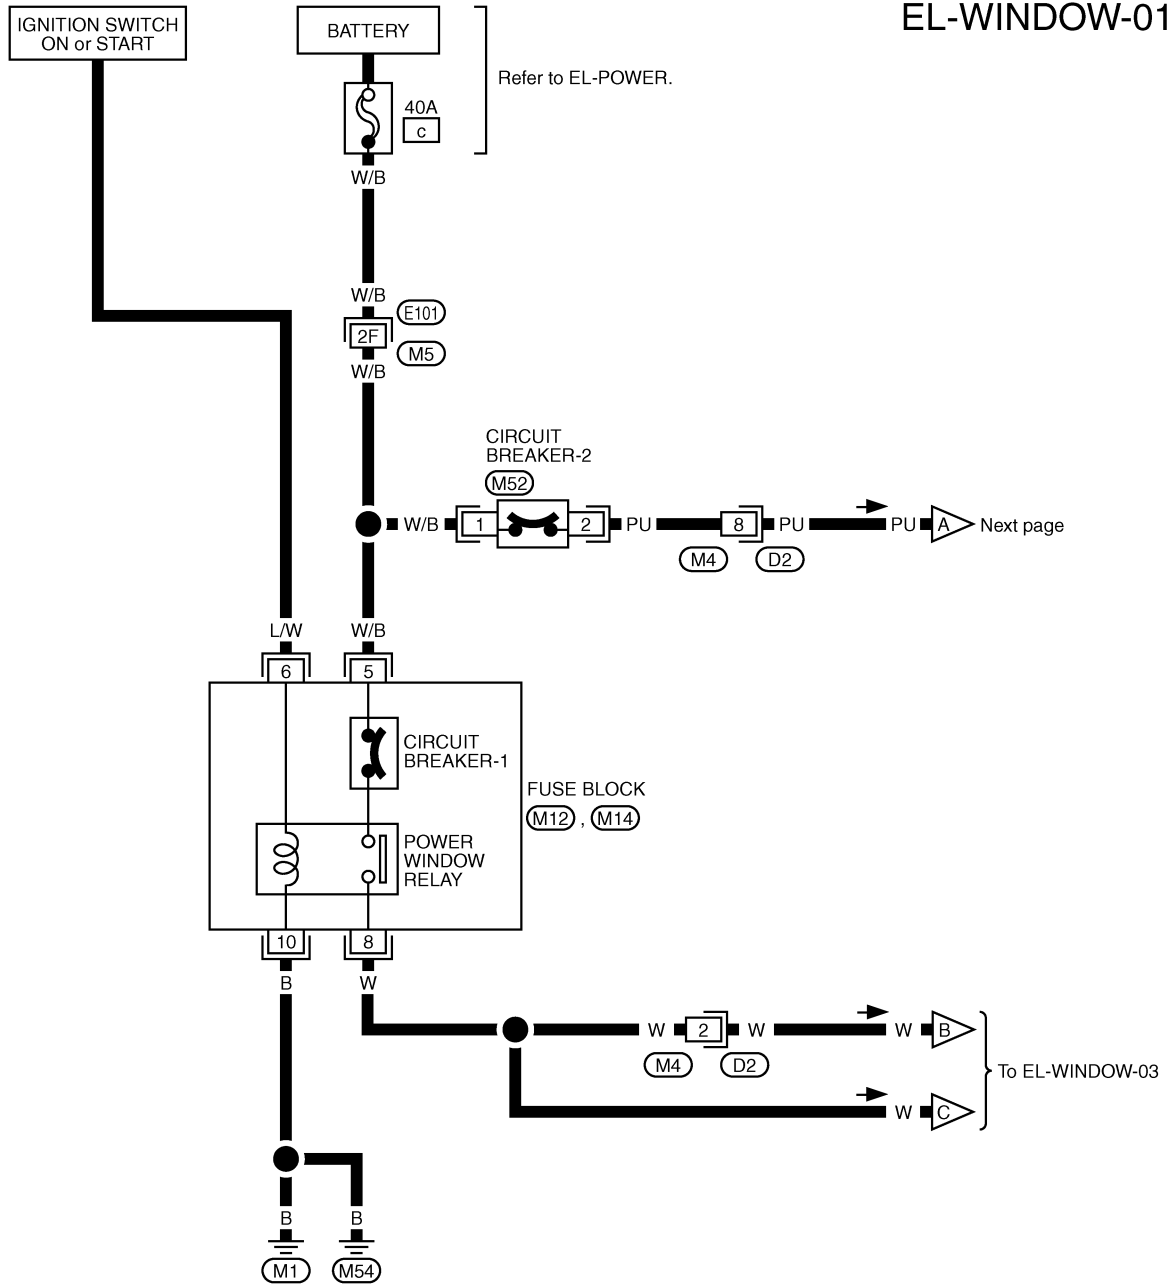 EL-WINDOW-01
IGNITION SWITCH
ON or START
BATTERY
Refer to EL-POWER.
40A
c
W/B
W/B
E101
2F
M5
W/B
CIRCUIT
BREAKER-2
M52
W/B
1
2
PU
8
PU
PU
A
Next page
M4
D2
L/W
W/B
6
5
CIRCUIT
BREAKER-1
FUSE BLOCK
M12 , M14
POWER
WINDOW
RELAY
10
8
B
W
W
2
W
W
B
M4
D2
To EL-WINDOW-03
W
C
B
B
M1
M54